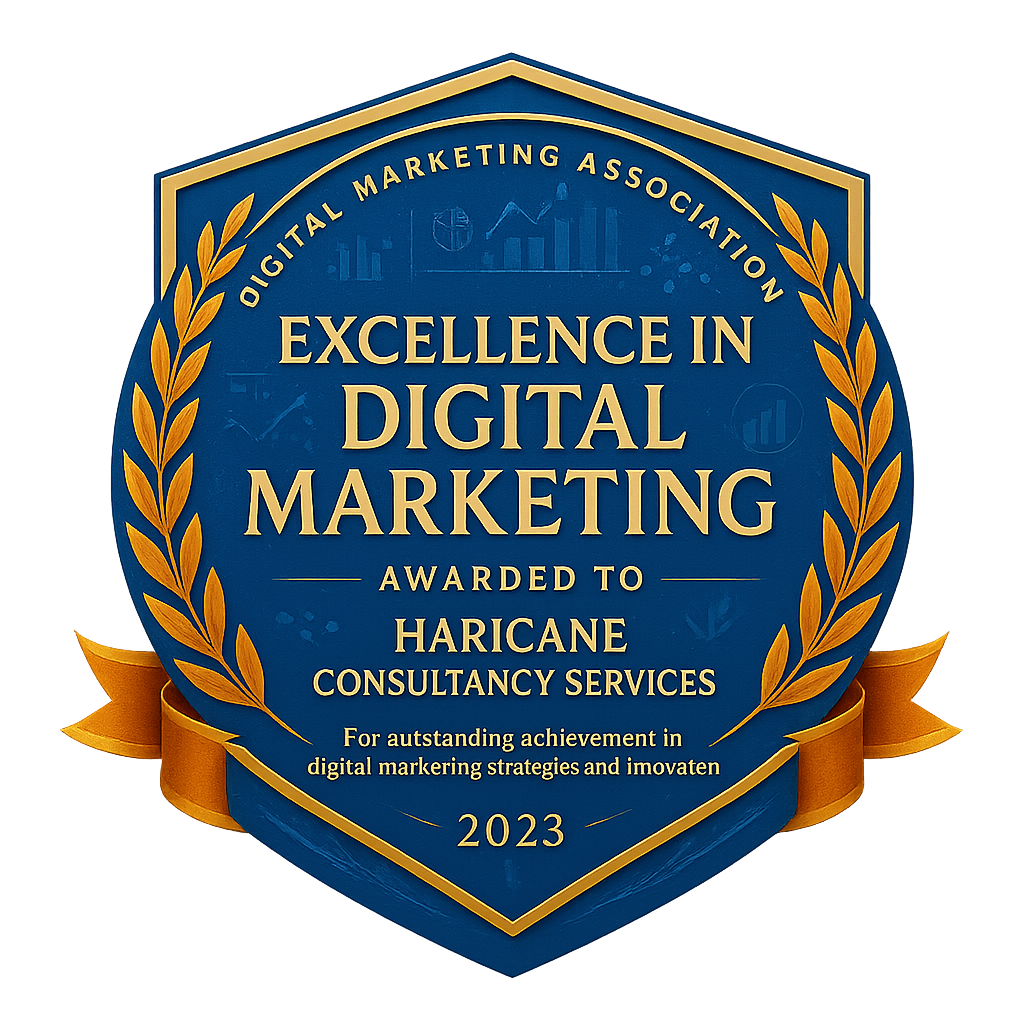 DIGITAL MARKETING ASSOCIATION
EXCELLENCE IN
DIGITAL
MARKETING
AWARDED TO
HARICANE
CONSULTANCY SERVICES
For autstanding achievement in
digital markering strategies and imovaten
2023